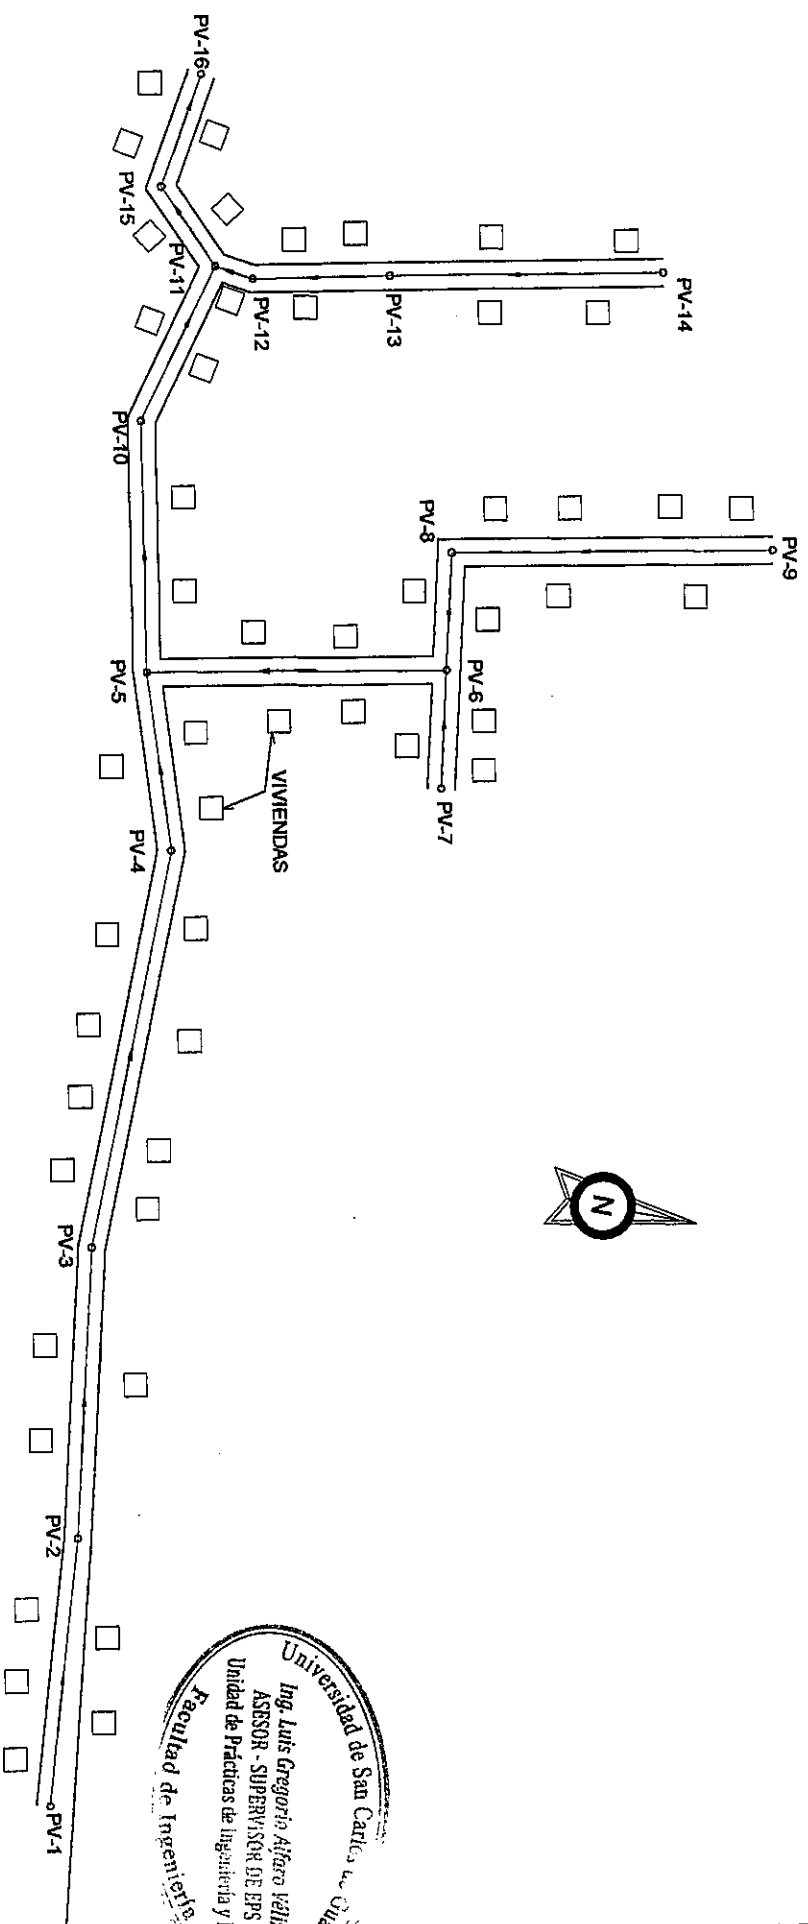 PV-16
PV-15
PV-11
PV-12
PV-13
PV-14
PV-10
PV-8
PV-9
PV-5
PV-6
PV-7
VIVIENDAS
PV-4
N
PV-3
PV-2
PV-1
Universidad de San Carlos de
Ing. Luis Gregorio Alfaro Véliz
ASESOR - SUPERVISOR DE EPS
Unidad de Prácticas de Ingeniería y
Facultad de Ingeniería